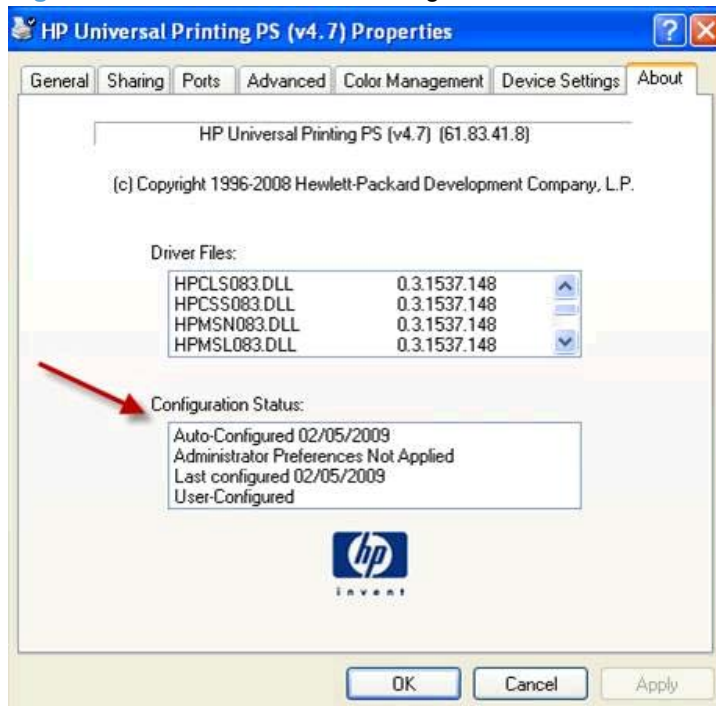 HP Universal Printing PS (v4.7) Properties
General Sharing Ports Advanced Color Management Device Settings About
HP Universal Printing PS (v4.7) (61.83.41.8)
(c) Copyright 1996-2008 Hewlett-Packard Development Company, L.P.
Driver Files:
HPCLS083.DLL 0.3.1537.148
HPCSS083.DLL 0.3.1537.148
HPMSN083.DLL 0.3.1537.148
HPMSL083.DLL 0.3.1537.148
Configuration Status:
Auto-Configured 02/05/2009
Administrator Preferences Not Applied
Last configured 02/05/2009
User-Configured
hp
invent
OK Cancel Apply